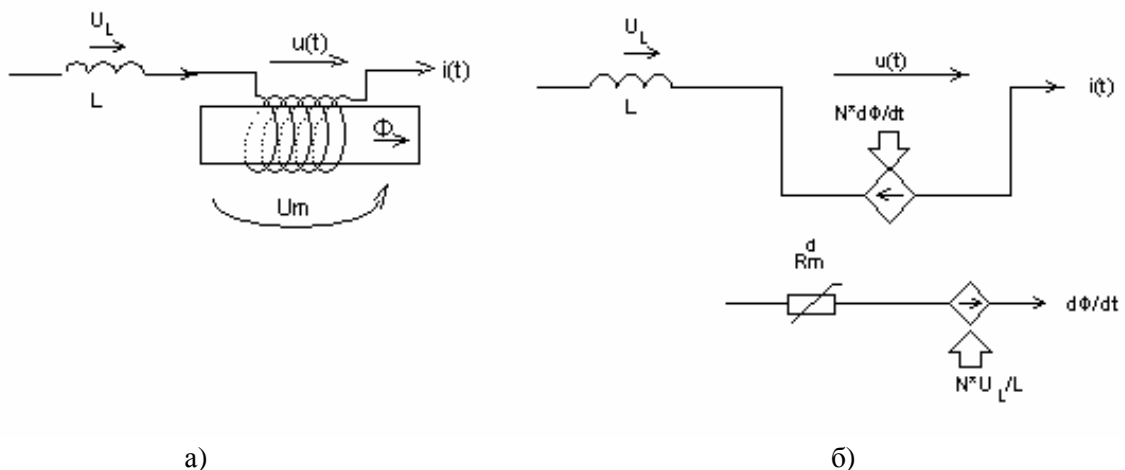 U_L
u(t)
i(t)
L
Φ
Um
а)
U_L
u(t)
i(t)
L
N*dΦ/dt
Rm^d
dΦ/dt
N*U_L/L
б)